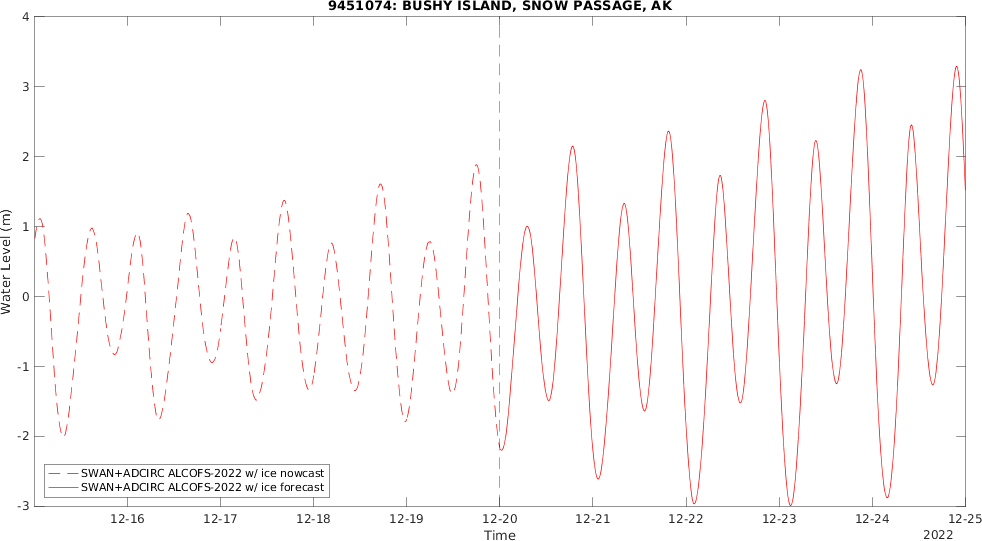 9451074: BUSHY ISLAND, SNOW PASSAGE, AK
4
3
2
1
0
-1
-2
-3
Water Level (m)
SWAN+ADCIRC ALCOFS-2022 w/ ice nowcast
SWAN+ADCIRC ALCOFS-2022 w/ ice forecast
12-16 12-17 12-18 12-19 12-20 12-21 12-22 12-23 12-24 12-25
Time
2022